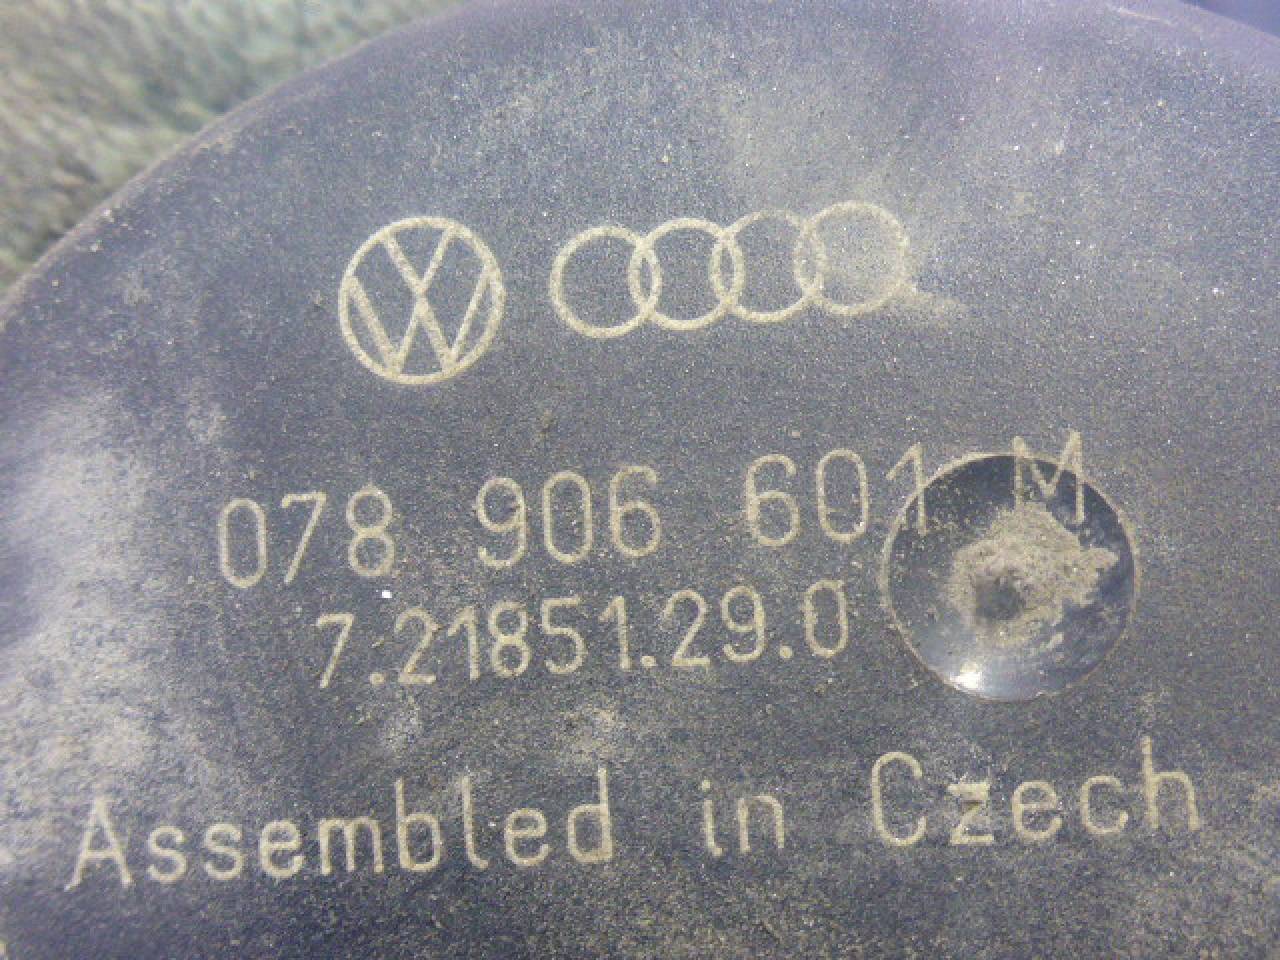 078 906 601 M
7.21851.29.0
Assembled in Czech